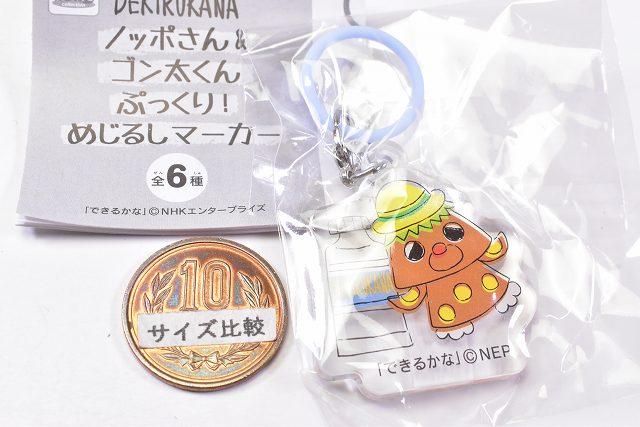 DEKIRUKANA
ノッポさん&
ゴン太くん
ぷっくり!
めじるしマーカー
全6種
「できるかな」©NHKエンタープライズ
10
サイズ比較
「できるかな」©NEP